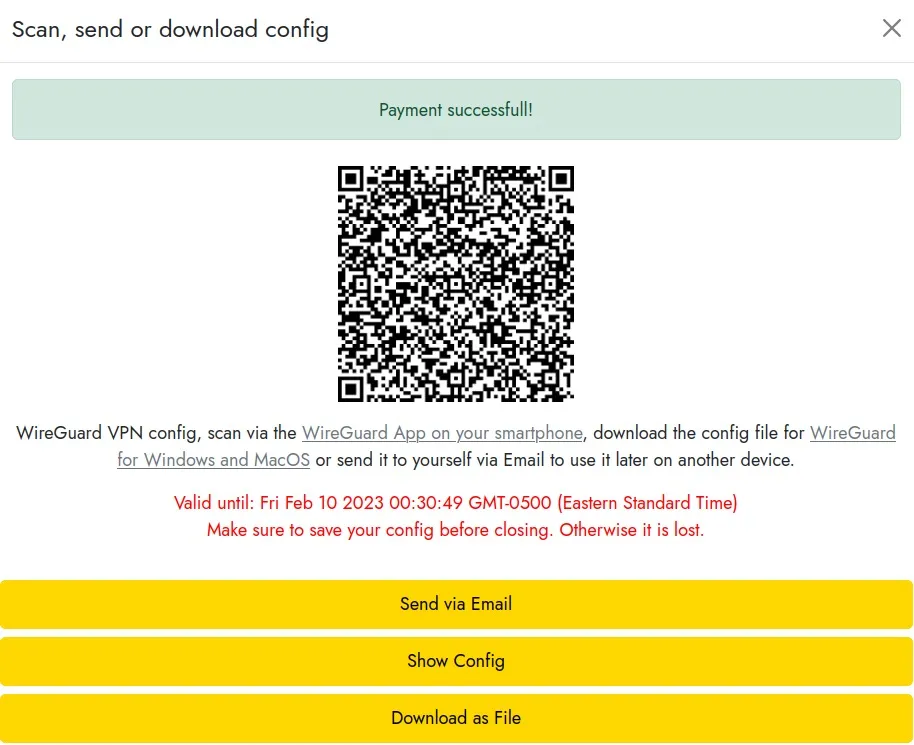 Scan, send or download config
Payment successfull!
WireGuard VPN config, scan via the WireGuard App on your smartphone, download the config file for WireGuard
for Windows and MacOS or send it to yourself via Email to use it later on another device.
Valid until: Fri Feb 10 2023 00:30:49 GMT-0500 (Eastern Standard Time)
Make sure to save your config before closing. Otherwise it is lost.
Send via Email
Show Config
Download as File